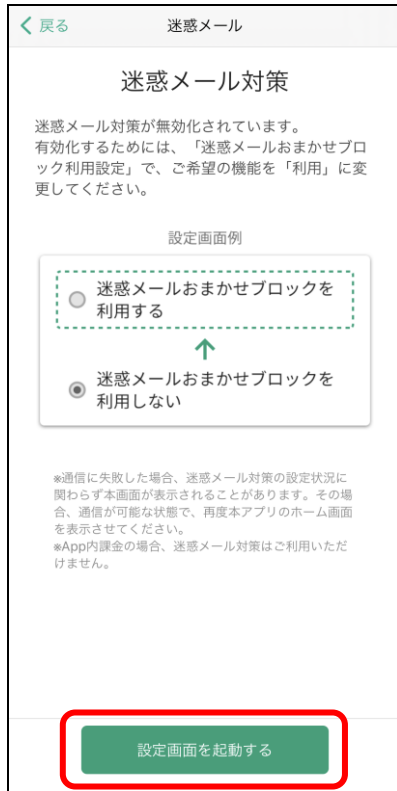 戻る 迷惑メール
迷惑メール対策
迷惑メール対策が無効化されています。
有効化するためには、「迷惑メールおまかせブロ
ック利用設定」で、ご希望の機能を「利用」に変
更してください。
設定画面例
迷惑メールおまかせブロックを
利用する
迷惑メールおまかせブロックを
利用しない
※通信に失敗した場合、迷惑メール対策の設定状況に
関わらず本画面が表示されることがあります。その場
合、通信が可能な状態で、再度本アプリのホーム画面
を表示させてください。
※App内課金の場合、迷惑メール対策はご利用いただ
けません。
設定画面を起動する